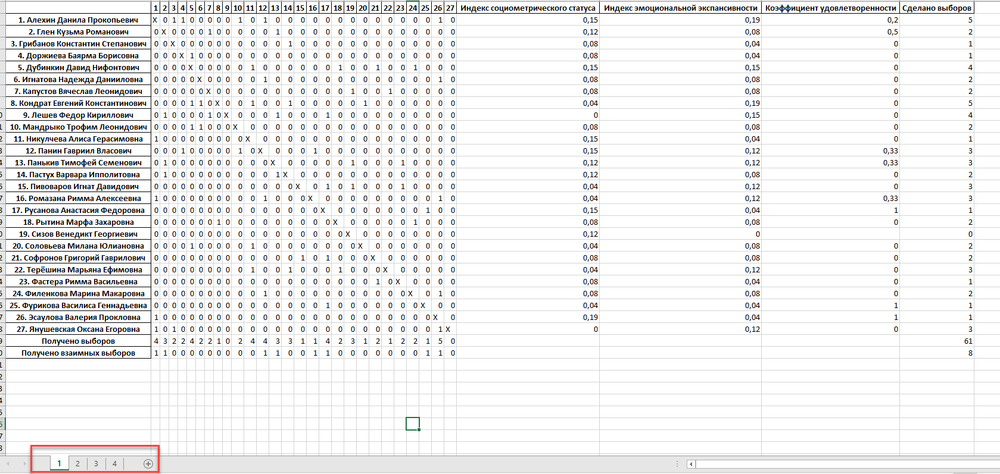 1 2 3 4 5 6 7 8 9 10 11 12 13 14 15 16 17 18 19 20 21 22 23 24 25 26 27 Индекс социометрического статуса Индекс эмоциональной экспансивности Коэффициент удовлетворенности Сделано выборов
1. Алехин Данила Прокопьевич X 0 1 1 0 0 0 0 0 1 0 1 0 0 0 0 0 0 0 0 0 0 0 0 0 1 0 0,15 0,19 0,2 5
2. Глен Кузьма Романович 0 X 0 0 0 0 1 0 0 0 0 0 1 0 0 0 0 0 0 0 0 0 0 0 0 0 0 0,12 0,08 0,5 2
3. Грибанов Константин Степанович 0 0 X 0 0 0 0 0 0 0 0 0 0 1 0 0 0 0 0 0 0 0 0 0 0 0 0 0,08 0,04 0 1
4. Доржиева Баярма Борисовна 0 0 0 X 1 0 0 0 0 0 0 0 0 0 0 0 0 0 0 0 0 0 0 0 0 0 0 0,08 0,04 0 1
5. Дубинкин Давид Нифонтович 0 0 0 0 X 0 0 0 0 0 1 0 0 0 0 0 0 1 0 0 1 0 0 1 0 0 0 0,15 0,15 0 4
6. Игнатова Надежда Данииловна 0 0 0 0 0 X 0 0 0 0 0 1 0 0 0 0 0 0 0 0 0 0 0 0 0 1 0 0,08 0,08 0 2
7. Капустов Вячеслав Леонидович 0 0 0 0 0 0 X 0 0 0 0 0 0 0 0 0 0 0 1 0 0 1 0 0 0 0 0 0,08 0,08 0 2
8. Кондрат Евгений Константинович 0 0 0 0 1 1 0 X 0 0 1 0 0 1 0 0 0 0 0 1 0 0 0 0 0 0 0 0,04 0,19 0 5
9. Лешев Федор Кириллович 0 1 0 0 0 0 1 0 X 0 0 0 1 0 0 0 1 0 0 0 0 0 0 0 0 0 0 0 0,15 0 4
10. Мандрыко Трофим Леонидович 0 0 0 0 1 1 0 0 0 X 0 0 0 0 0 0 0 0 0 0 0 0 0 0 0 0 0 0,08 0,08 0 2
11. Никулчева Алиса Герасимовна 1 0 0 0 0 0 0 0 0 0 X 0 0 0 0 0 0 0 0 0 0 0 0 0 0 0 0 0,15 0,04 0 1
12. Панин Гавриил Власович 0 0 0 1 0 0 0 0 0 1 0 X 0 0 0 1 0 0 0 0 0 0 0 0 0 0 0 0,15 0,12 0,33 3
13. Панькив Тимофей Семенович 0 1 0 0 0 0 0 0 0 0 0 0 X 0 0 0 0 0 1 0 0 0 1 0 0 0 0 0,12 0,12 0,33 3
14. Пастух Варвара Ипполитовна 0 1 0 0 0 0 0 0 0 0 0 0 1 X 0 0 0 0 0 0 0 0 0 0 0 0 0 0,12 0,08 0 2
15. Пивоваров Игнат Давидович 0 0 0 0 0 0 0 0 0 0 0 0 0 0 X 0 1 0 1 0 0 0 1 0 0 0 0 0,04 0,12 0 3
16. Ромазана Римма Алексеевна 1 0 0 0 0 0 0 0 0 0 0 1 0 0 0 X 0 0 0 0 0 0 0 0 0 1 0 0,04 0,12 0,33 3
17. Русанова Анастасия Федоровна 0 0 0 0 0 0 0 0 0 0 0 0 0 0 0 0 X 0 0 0 0 0 0 0 1 0 0 0,15 0,04 1 1
18. Рытина Марфа Захаровна 0 0 0 0 0 0 0 1 0 0 0 0 0 0 0 0 0 X 0 0 0 0 0 1 0 0 0 0,08 0,08 0 2
19. Сизов Венедикт Георгиевич 0 0 0 0 0 0 0 0 0 0 0 0 0 0 0 0 0 0 X 0 0 0 0 0 0 0 0 0,12 0 0
20. Соловьева Милана Юлиановна 0 0 0 0 1 0 0 0 0 0 1 0 0 0 0 0 0 0 0 X 0 0 0 0 0 0 0 0,04 0,08 0 2
21. Софронов Григорий Гаврилович 0 0 0 0 0 0 0 0 0 0 0 0 0 0 1 0 1 0 0 0 X 0 0 0 0 0 0 0,08 0,08 0 2
22. Терёшина Марьяна Ефимовна 0 0 0 0 0 0 0 0 0 0 1 0 0 1 0 0 0 1 0 0 0 X 0 0 0 0 0 0,04 0,12 0 3
23. Фастера Римма Васильевна 0 0 0 0 0 0 0 0 0 0 0 0 0 0 0 0 0 0 0 0 1 0 X 0 0 0 0 0,08 0,04 0 1
24. Филенкова Марина Макаровна 0 0 0 0 0 0 0 0 0 0 0 1 0 0 0 0 0 0 0 0 0 0 0 X 0 1 0 0,08 0,08 0 2
25. Фурикова Василиса Геннадьевна 0 0 0 0 0 0 0 0 0 0 0 0 0 0 0 0 1 0 0 0 0 0 0 0 X 0 0 0,04 0,04 1 1
26. Эсаулова Валерия Прокловна 1 0 0 0 0 0 0 0 0 0 0 0 0 0 0 0 0 0 0 0 0 0 0 0 0 X 0 0,19 0,04 1 1
27. Янушевская Оксана Егоровна 1 0 1 0 0 0 0 0 0 0 0 0 0 0 0 0 0 0 0 0 0 0 0 0 0 1 X 0 0,12 0 3
Получено выборов 4 3 2 2 4 2 2 1 0 2 4 4 3 3 1 1 4 2 3 1 2 1 2 2 1 5 0 61
Получено взаимных выборов 1 1 0 0 0 0 0 0 0 0 0 1 1 0 0 1 1 0 0 0 0 0 0 0 1 1 0 8
1 2 3 4